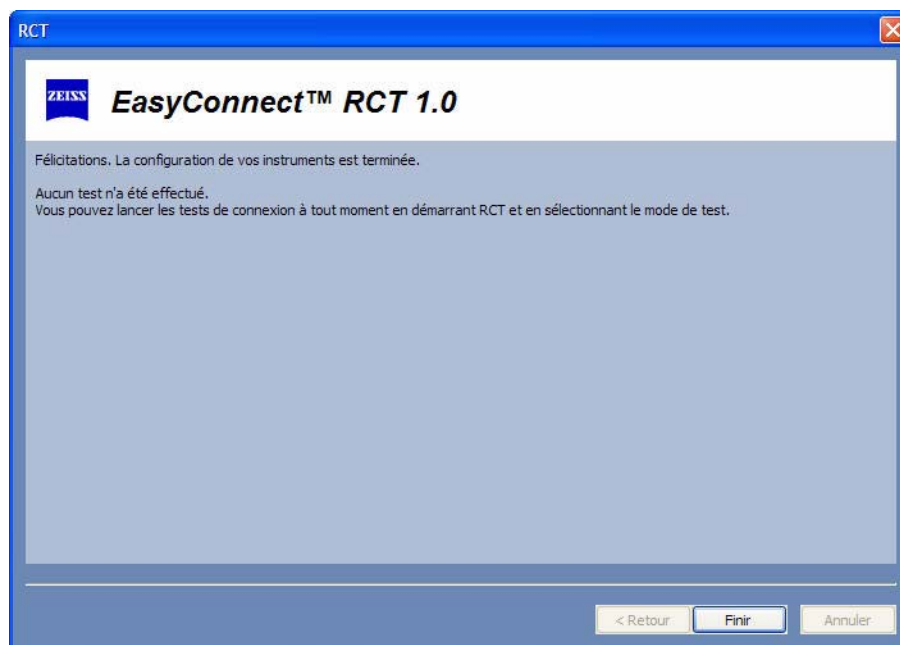 RCT
ZEISS
EasyConnect™ RCT 1.0
Félicitations. La configuration de vos instruments est terminée.
Aucun test n'a été effectué.
Vous pouvez lancer les tests de connexion à tout moment en démarrant RCT et en sélectionnant le mode de test.
< Retour
Finir
Annuler